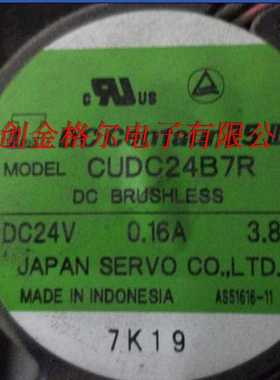 c UL US
创金格尔电子有限公
MODEL CUDC24B7R
DC BRUSHLESS
DC24V 0.16A 3.8
JAPAN SERVO CO.,LTD.
MADE IN INDONESIA AS51616-11
7K19